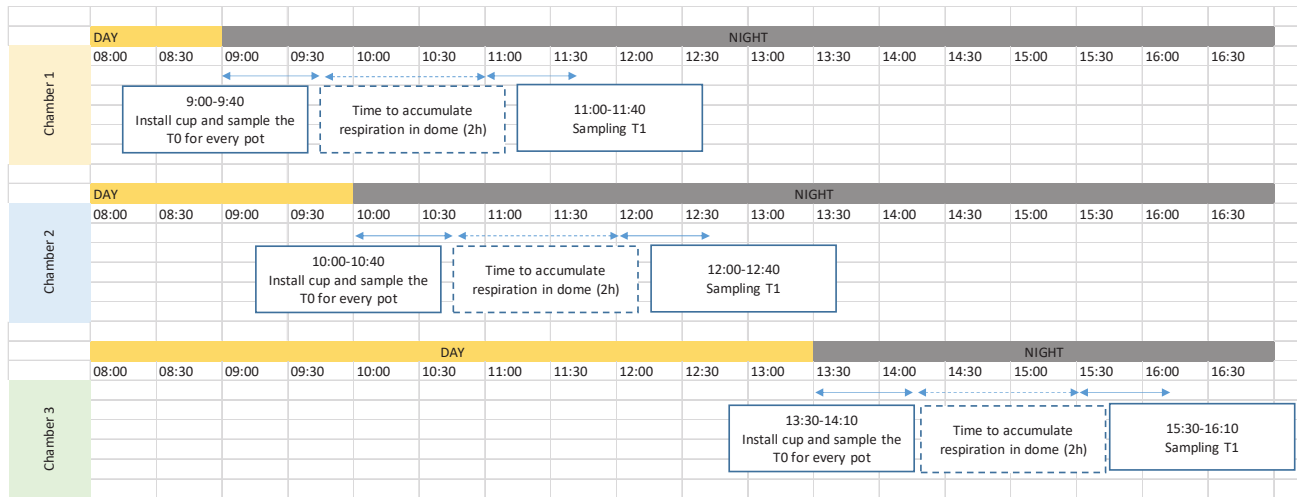 DAY NIGHT
08:00 08:30 09:00 09:30 10:00 10:30 11:00 11:30 12:00 12:30 13:00 13:30 14:00 14:30 15:00 15:30 16:00 16:30
Chamber 1
9:00-9:40
Install cup and sample the
T0 for every pot
Time to accumulate
respiration in dome (2h)
11:00-11:40
Sampling T1
DAY NIGHT
08:00 08:30 09:00 09:30 10:00 10:30 11:00 11:30 12:00 12:30 13:00 13:30 14:00 14:30 15:00 15:30 16:00 16:30
Chamber 2
10:00-10:40
Install cup and sample the
T0 for every pot
Time to accumulate
respiration in dome (2h)
12:00-12:40
Sampling T1
DAY NIGHT
08:00 08:30 09:00 09:30 10:00 10:30 11:00 11:30 12:00 12:30 13:00 13:30 14:00 14:30 15:00 15:30 16:00 16:30
Chamber 3
13:30-14:10
Install cup and sample the
T0 for every pot
Time to accumulate
respiration in dome (2h)
15:30-16:10
Sampling T1